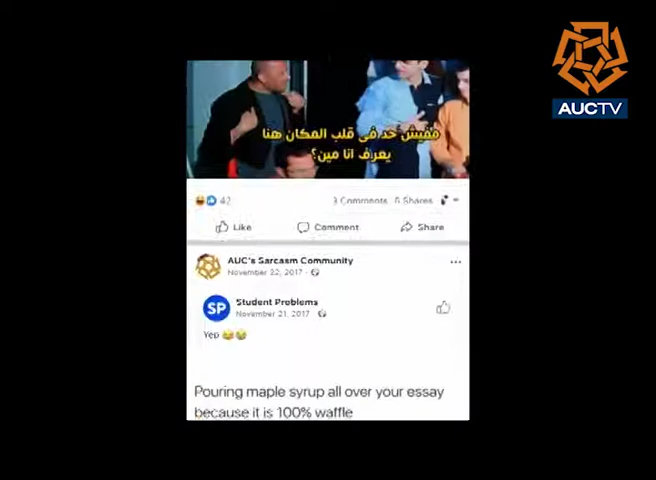 AUCTV
مفيش حد فى قلب المكان هنا
يعرف انا مين؟
42
3 Comments 6 Shares
Like
Comment
Share
AUC's Sarcasm Community
November 22, 2017
SP
Student Problems
November 21, 2017
Yep 😂😂
Pouring maple syrup all over your essay
because it is 100% waffle